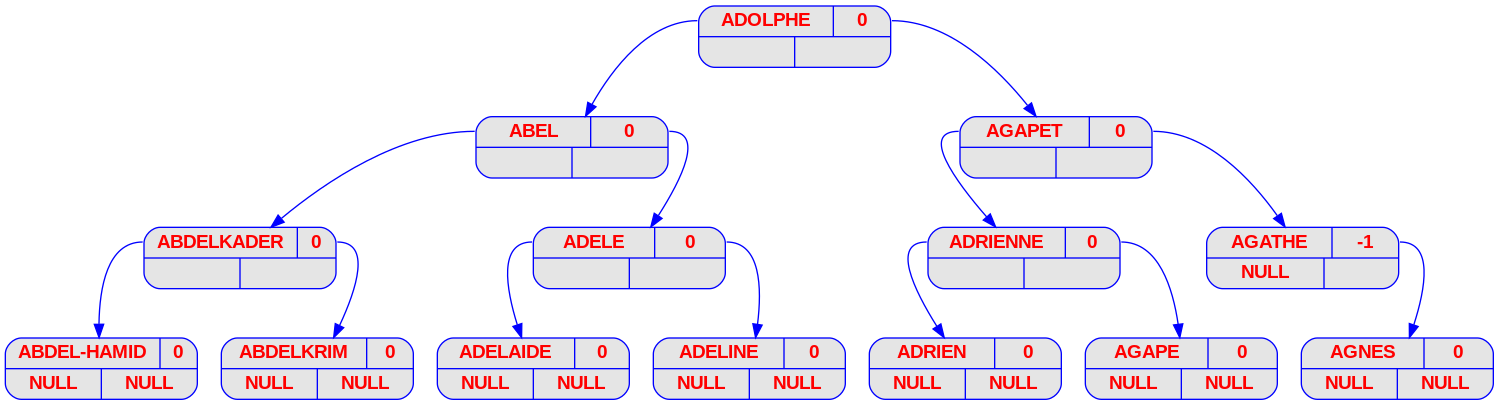 ADOLPHE 0
ABEL 0
AGAPET 0
ABDELKADER 0
ADELE 0
ADRIENNE 0
AGATHE -1
NULL
ABDEL-HAMID 0
ABDELKRIM 0
ADELAIDE 0
ADELINE 0
ADRIEN 0
AGAPE 0
AGNES 0
NULL NULL
NULL NULL
NULL NULL
NULL NULL
NULL NULL
NULL NULL
NULL NULL